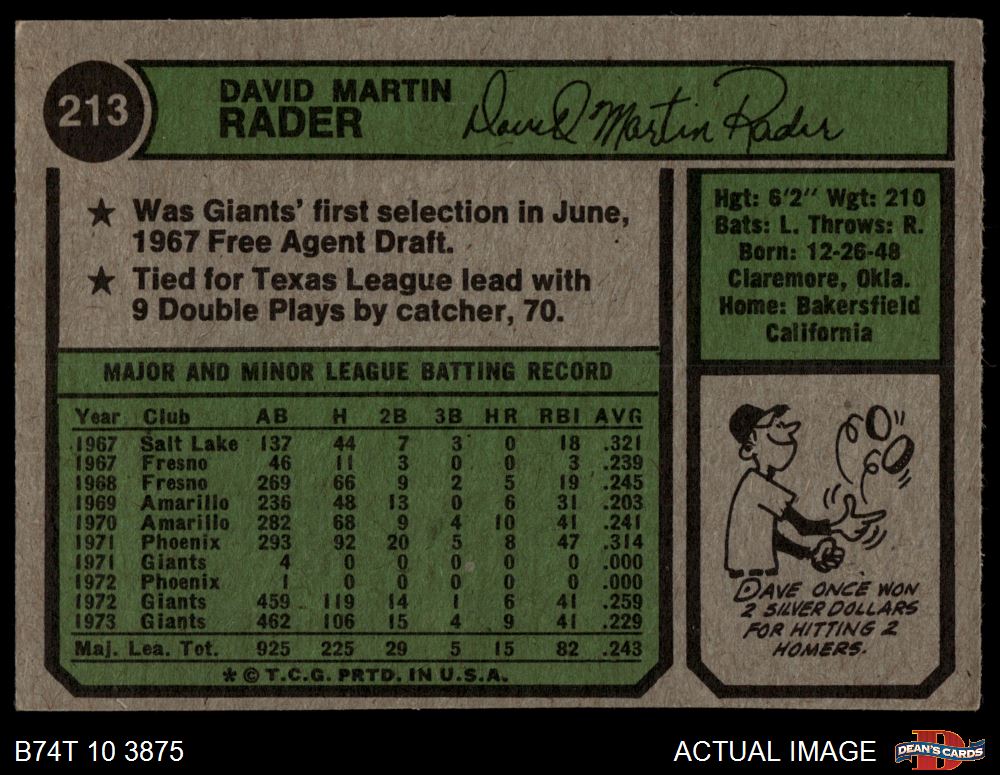 213
DAVID MARTIN
RADER
David Martin Rader
★ Was Giants' first selection in June,
1967 Free Agent Draft.
★ Tied for Texas League lead with
9 Double Plays by catcher, 70.
Hgt: 6'2" Wgt: 210
Bats: L. Throws: R.
Born: 12-26-48
Claremore, Okla.
Home: Bakersfield
California
MAJOR AND MINOR LEAGUE BATTING RECORD
Year Club AB H 2B 3B HR RBI AVG
1967 Salt Lake 137 44 7 3 0 18 .321
1967 Fresno 46 11 3 0 0 3 .239
1968 Fresno 269 66 9 2 5 19 .245
1969 Amarillo 236 48 13 0 6 31 .203
1970 Amarillo 282 68 9 4 10 41 .241
1971 Phoenix 293 92 20 5 8 47 .314
1971 Giants 4 0 0 0 0 0 .000
1972 Phoenix 1 0 0 0 0 0 .000
1972 Giants 459 119 14 1 6 41 .259
1973 Giants 462 106 15 4 9 41 .229
Maj. Lea. Tot. 925 225 29 5 15 82 .243
* © T.C.G. PRTD. IN U.S.A.
DAVE ONCE WON
2 SILVER DOLLARS
FOR HITTING 2
HOMERS.
B74T 10 3875
ACTUAL IMAGE
D
DEAN'S CARDS